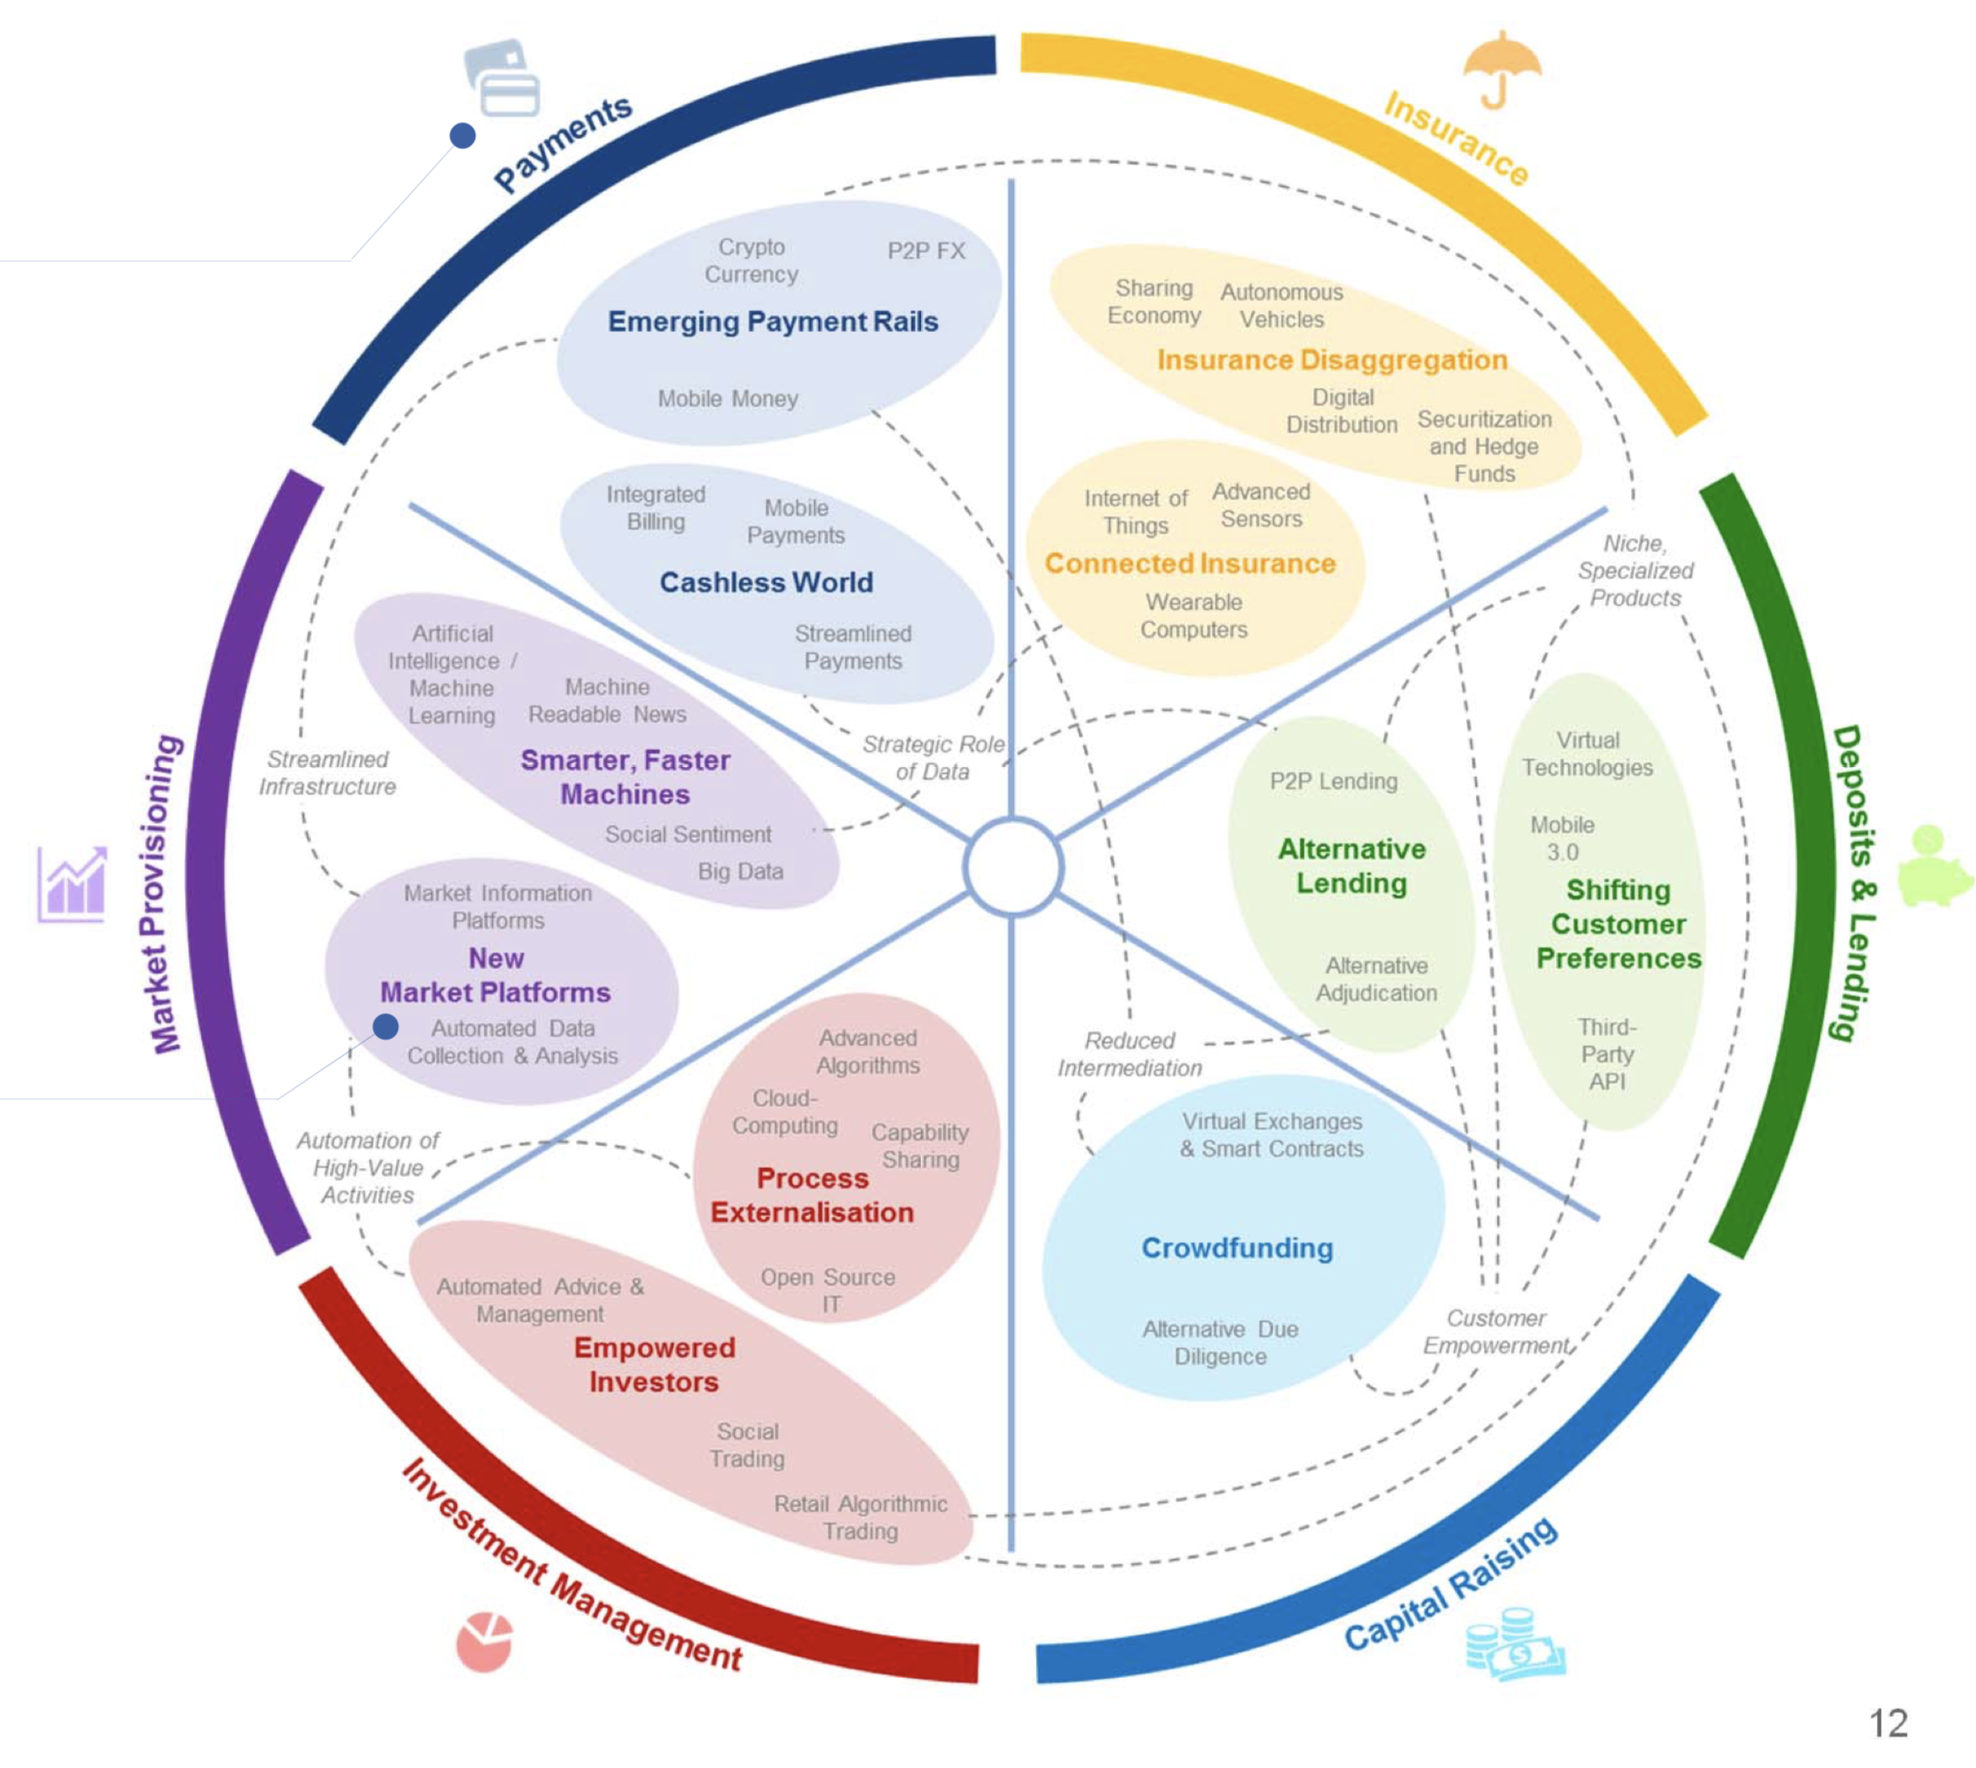 Payments
Insurance
Crypto
Currency
P2P FX
Emerging Payment Rails
Mobile Money
Sharing
Economy
Autonomous
Vehicles
Insurance Disaggregation
Digital
Distribution
Securitization
and Hedge
Funds
Integrated
Billing
Mobile
Payments
Cashless World
Streamlined
Payments
Internet of
Things
Advanced
Sensors
Connected Insurance
Wearable
Computers
Niche,
Specialized
Products
Artificial
Intelligence /
Machine
Learning
Machine
Readable News
Smarter, Faster
Machines
Social Sentiment
Big Data
Strategic Role
of Data
Streamlined
Infrastructure
Market Provisioning
Market Information
Platforms
New
Market Platforms
Automated Data
Collection & Analysis
P2P Lending
Alternative
Lending
Alternative
Adjudication
Virtual
Technologies
Mobile
3.0
Shifting
Customer
Preferences
Third-
Party
API
Deposits & Lending
Reduced
Intermediation
Advanced
Algorithms
Cloud-
Computing
Capability
Sharing
Process
Externalisation
Open Source
IT
Automation of
High-Value
Activities
Virtual Exchanges
& Smart Contracts
Crowdfunding
Alternative Due
Diligence
Customer
Empowerment
Automated Advice &
Management
Empowered
Investors
Social
Trading
Retail Algorithmic
Trading
Investment Management
Capital Raising
12